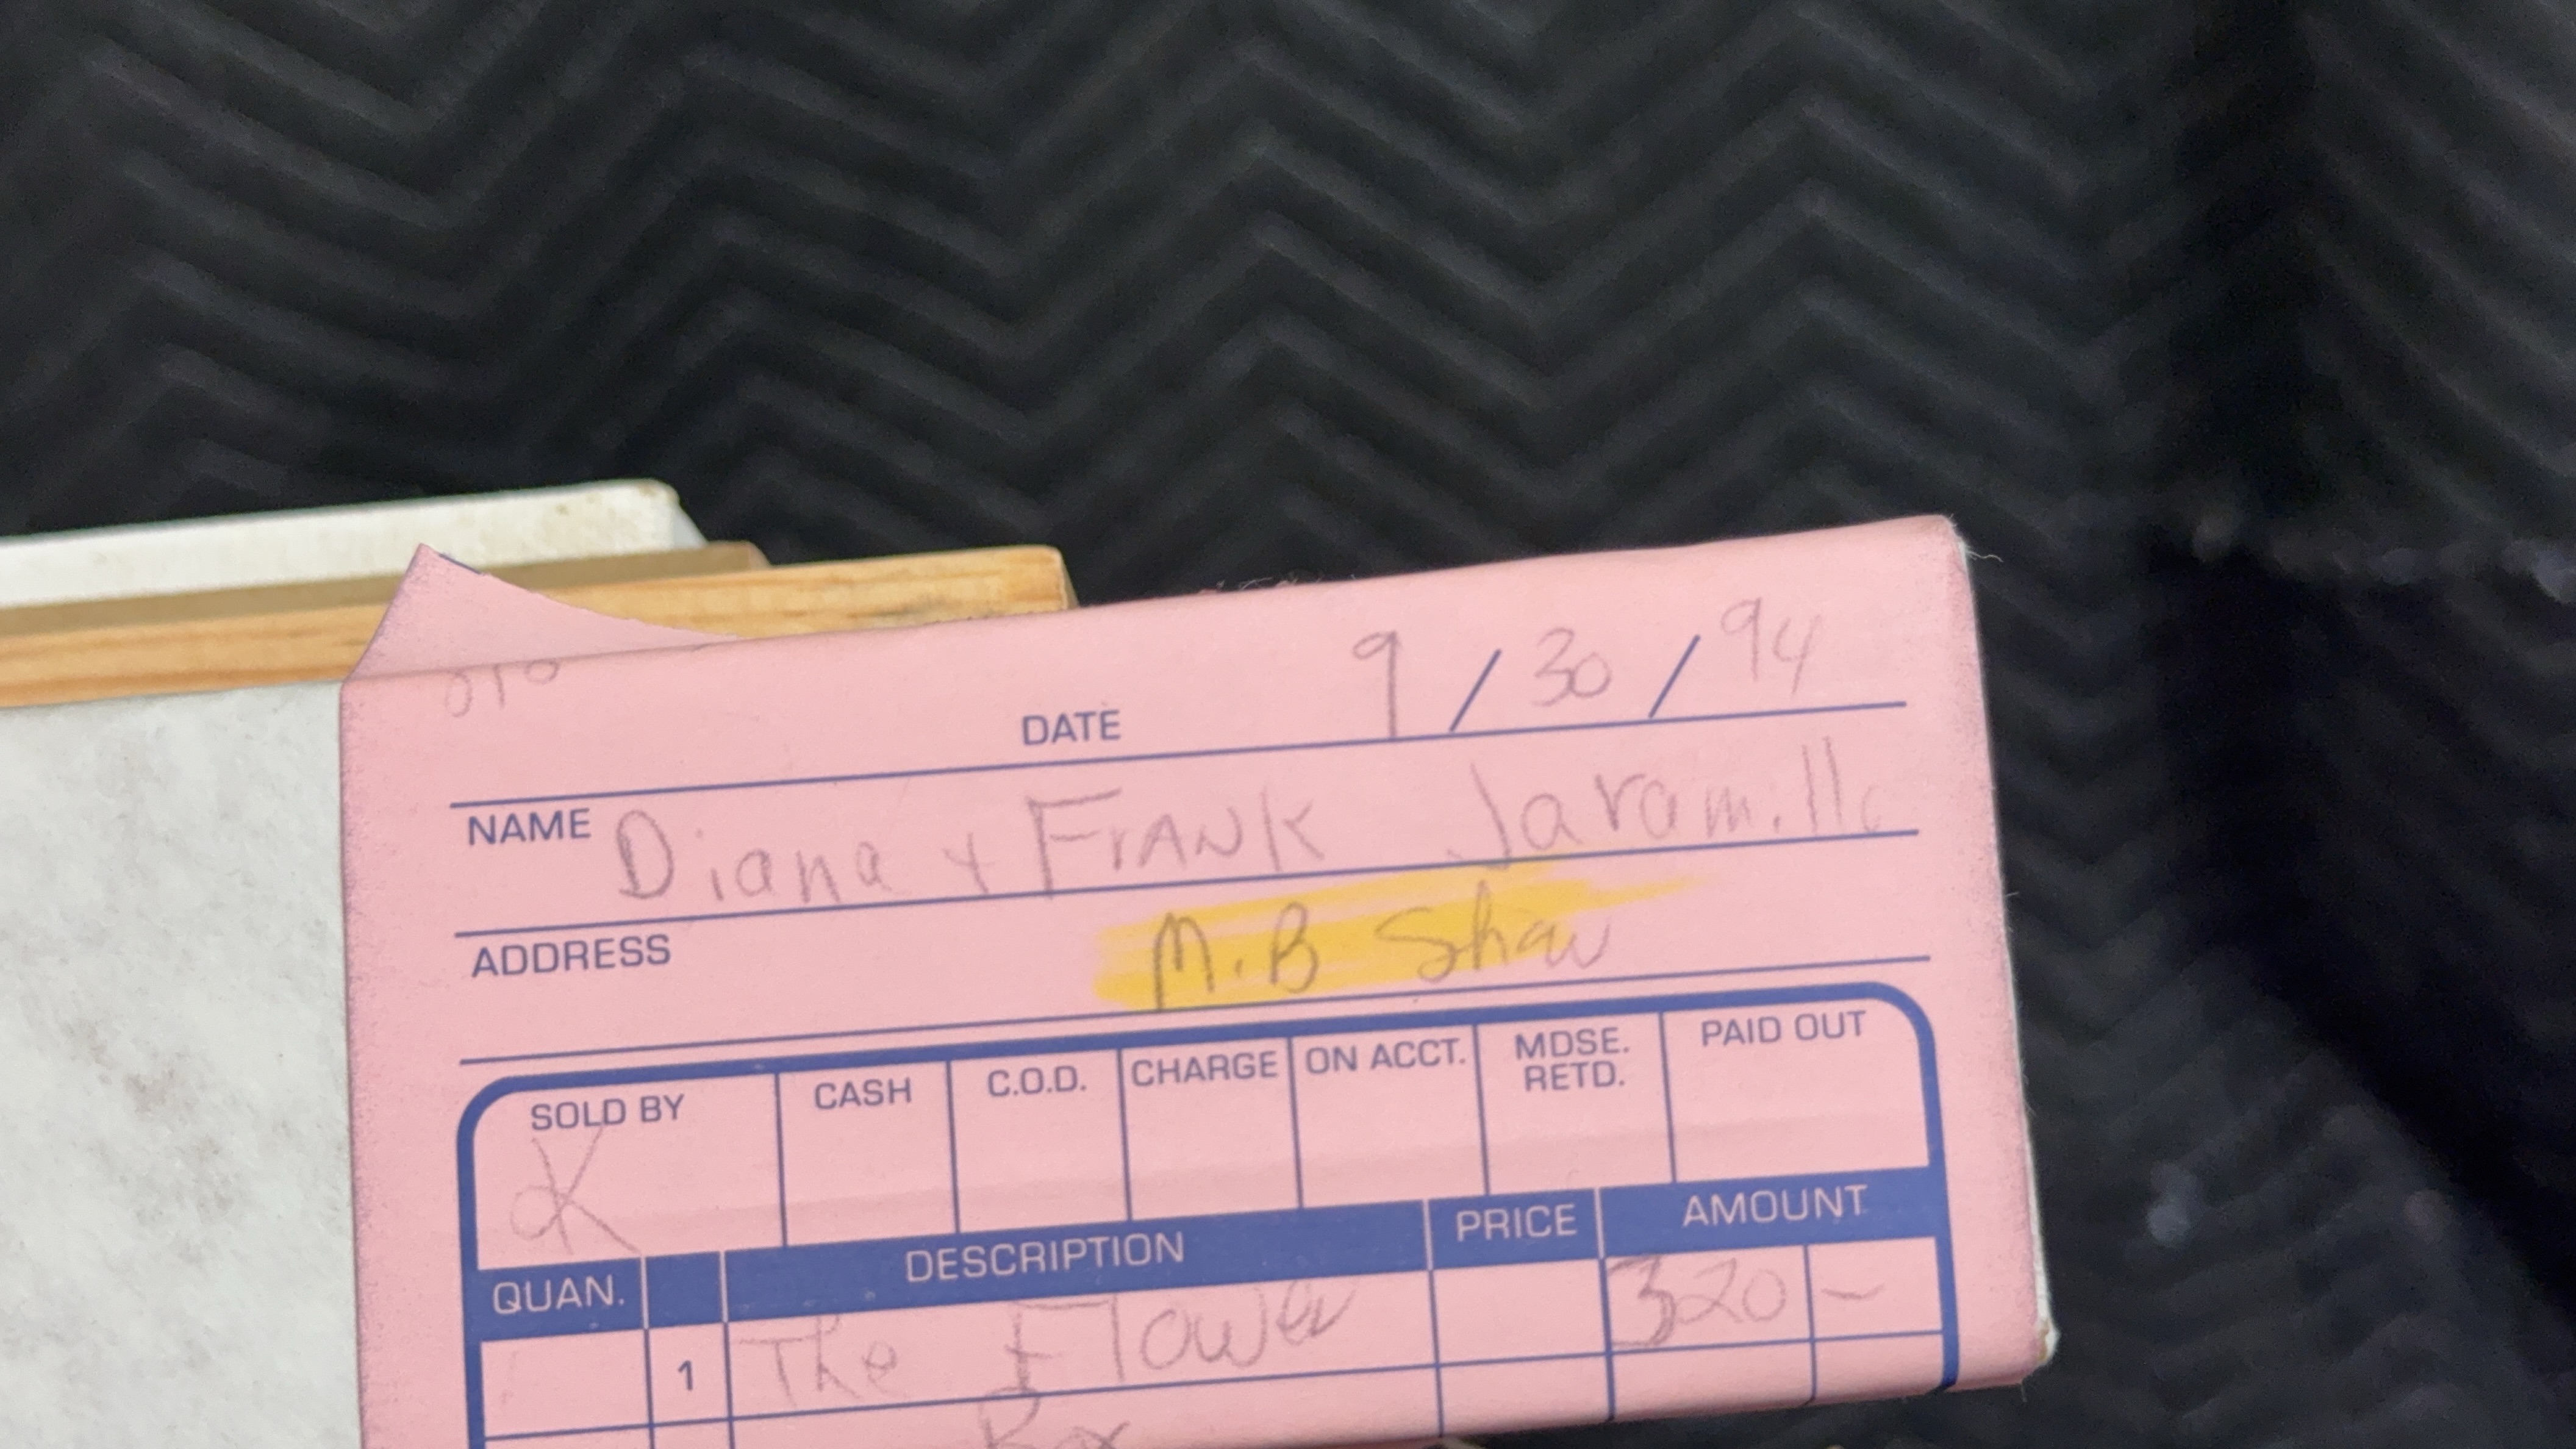 DATE 9/30/94
NAME Diana + FrANK Jaramillo
ADDRESS M.B Shaw
SOLD BY CASH C.O.D. CHARGE ON ACCT. MDSE. RETD. PAID OUT
K
QUAN. DESCRIPTION PRICE AMOUNT
1 The Flower 320 -
Box